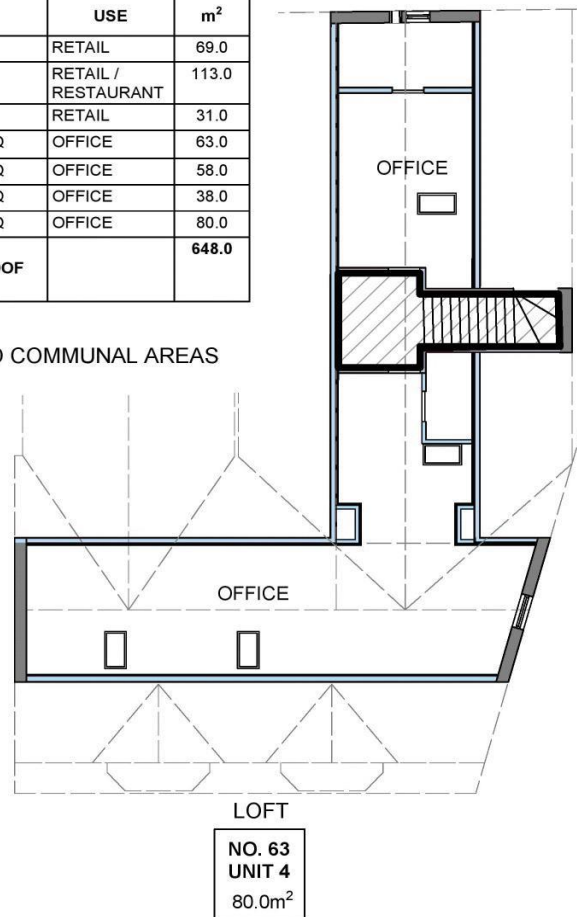 USE m²
RETAIL 69.0
RETAIL / 113.0
RESTAURANT
RETAIL 31.0
Q OFFICE 63.0
Q OFFICE 58.0
Q OFFICE 38.0
Q OFFICE 80.0
648.0
OOF
COMMUNAL AREAS
OFFICE
OFFICE
LOFT
NO. 63
UNIT 4
80.0m²